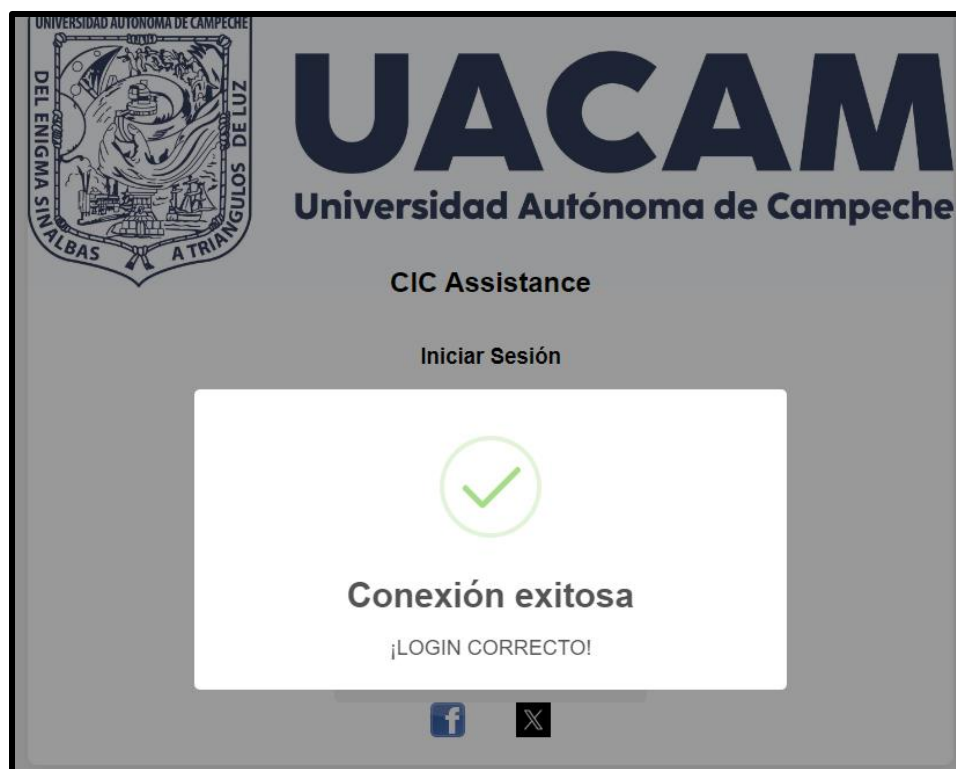 UNIVERSIDAD AUTÓNOMA DE CAMPECHE
DEL ENIGMA SIN ALBAS A TRIANGULOS DE LUZ
UACAM
Universidad Autónoma de Campeche
CIC Assistance
Iniciar Sesión
Conexión exitosa
¡LOGIN CORRECTO!
f
X